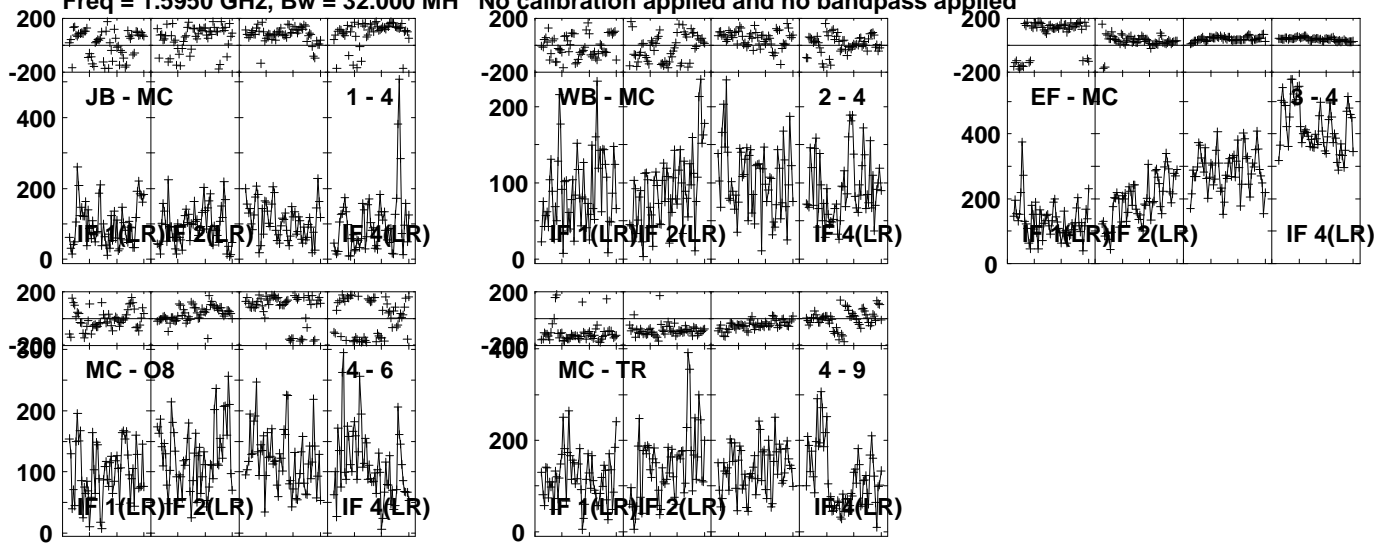 Freq = 1.5950 GHz, Bw = 32.000 MH No calibration applied and no bandpass applied
200
-200
JB - MC 1 - 4
400
200
0
IF 1(LR) IF 2(LR) IF 4(LR)
200
-200
WB - MC 2 - 4
200
100
0
IF 1(LR) IF 2(LR) IF 4(LR)
200
-200
EF - MC 3 - 4
400
200
0
IF 1(LR) IF 2(LR) IF 4(LR)
200
-200
300
MC - O8 4 - 6
200
100
0
IF 1(LR) IF 2(LR) IF 4(LR)
200
-200
400
MC - TR 4 - 9
200
0
IF 1(LR) IF 2(LR) IF 4(LR)